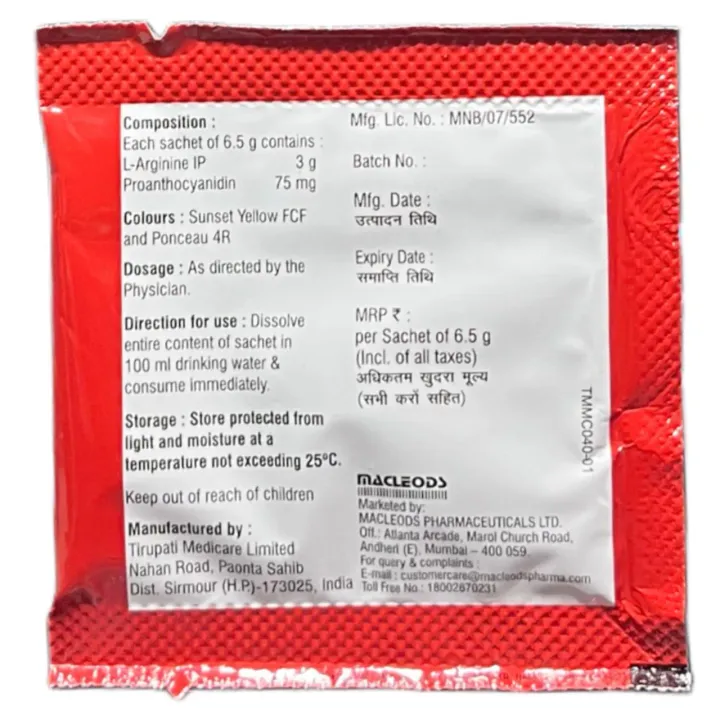 Composition :
Each sachet of 6.5 g contains :
L-Arginine IP 3 g
Proanthocyanidin 75 mg
Colours : Sunset Yellow FCF
and Ponceau 4R
Dosage : As directed by the
Physician.
Direction for use : Dissolve
entire content of sachet in
100 ml drinking water &
consume immediately.
Storage : Store protected from
light and moisture at a
temperature not exceeding 25°C.
Keep out of reach of children
Manufactured by :
Tirupati Medicare Limited
Nahan Road, Paonta Sahib
Dist. Sirmour (H.P.)-173025, India
Mfg. Lic. No. : MNB/07/552
Batch No. :
Mfg. Date :
उत्पादन तिथि
Expiry Date :
समाप्ति तिथि
MRP ₹ :
per Sachet of 6.5 g
(Incl. of all taxes)
अधिकतम खुदरा मूल्य
(सभी करों सहित)
MACLEODS
Marketed by:
MACLEODS PHARMACEUTICALS LTD.
Off.: Atlanta Arcade, Marol Church Road,
Andheri (E), Mumbai – 400 059.
For query & complaints :
E-mail : customercare@macleodspharma.com
Toll Free No.: 18002670231
TMMC040-01